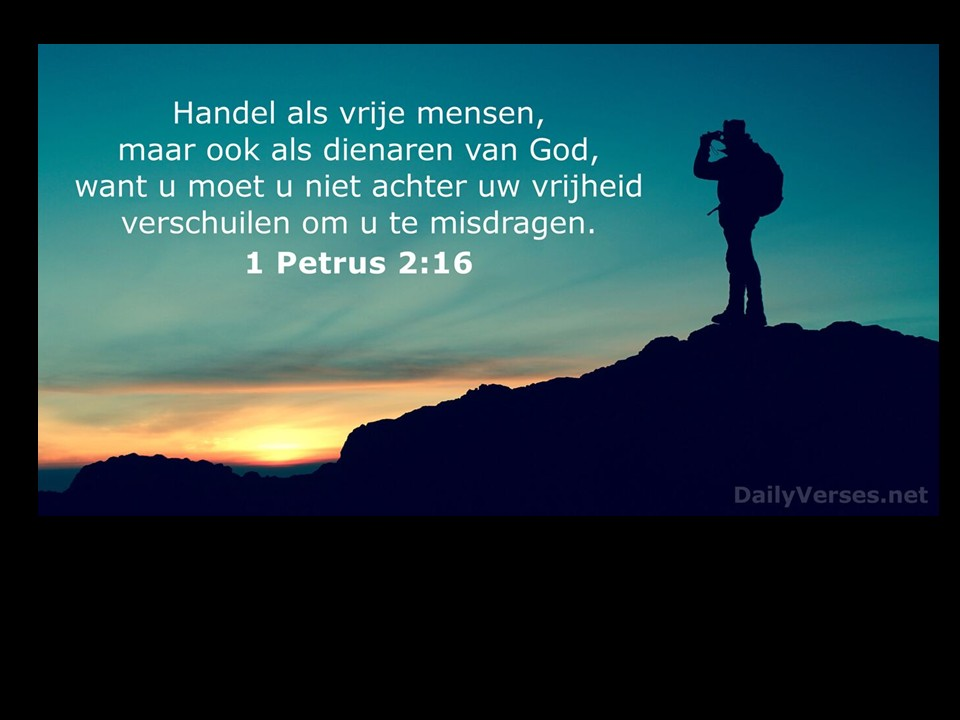 Handel als vrije mensen,
maar ook als dienaren van God,
want u moet u niet achter uw vrijheid
verschuilen om u te misdragen.
1 Petrus 2:16
DailyVerses.net